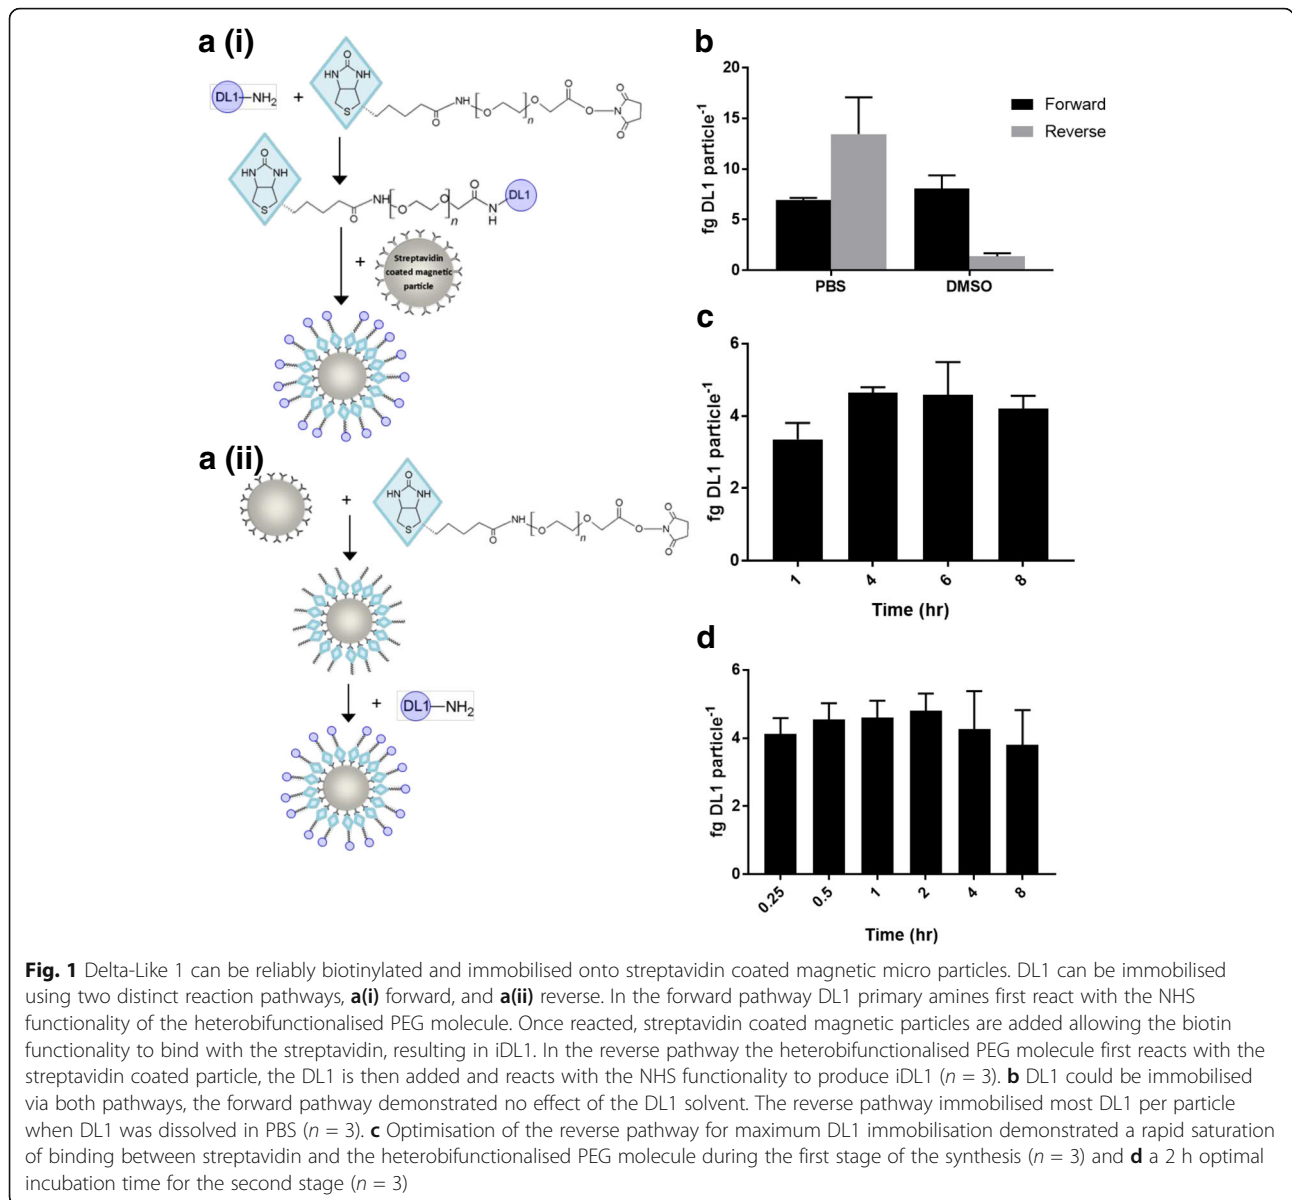 a (i)
DL1 NH2 + O HN NH S O NH O O n O O N O O
O HN NH S O NH O O n O N H DL1
+ Streptavidin
coated magnetic
particle
a (ii)
+ O HN NH S O NH O O n O O N O O
+ DL1 NH2
b
fg DL1 particle-1
20
15
10
5
0
PBS DMSO
Forward
Reverse
c
fg DL1 particle-1
6
4
2
0
1 4 6 8
Time (hr)
d
fg DL1 particle-1
6
4
2
0
0.25 0.5 1 2 4 8
Time (hr)
Fig. 1 Delta-Like 1 can be reliably biotinylated and immobilised onto streptavidin coated magnetic micro particles. DL1 can be immobilised
using two distinct reaction pathways, a(i) forward, and a(ii) reverse. In the forward pathway DL1 primary amines first react with the NHS
functionality of the heterobifunctionalised PEG molecule. Once reacted, streptavidin coated magnetic particles are added allowing the biotin
functionality to bind with the streptavidin, resulting in iDL1. In the reverse pathway the heterobifunctionalised PEG molecule first reacts with the
streptavidin coated particle, the DL1 is then added and reacts with the NHS functionality to produce iDL1 (n = 3). b DL1 could be immobilised
via both pathways, the forward pathway demonstrated no effect of the DL1 solvent. The reverse pathway immobilised most DL1 per particle
when DL1 was dissolved in PBS (n = 3). c Optimisation of the reverse pathway for maximum DL1 immobilisation demonstrated a rapid saturation
of binding between streptavidin and the heterobifunctionalised PEG molecule during the first stage of the synthesis (n = 3) and d a 2 h optimal
incubation time for the second stage (n = 3)